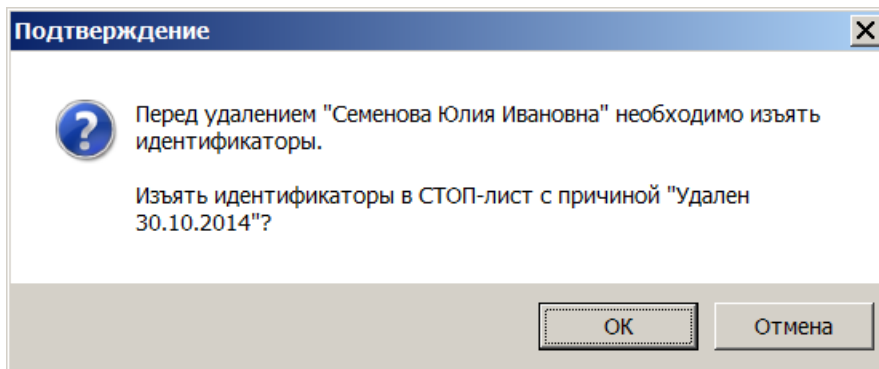 Подтверждение
Перед удалением "Семенова Юлия Ивановна" необходимо изъять
идентификаторы.
Изъять идентификаторы в СТОП-лист с причиной "Удален
30.10.2014"?
ОК
Отмена